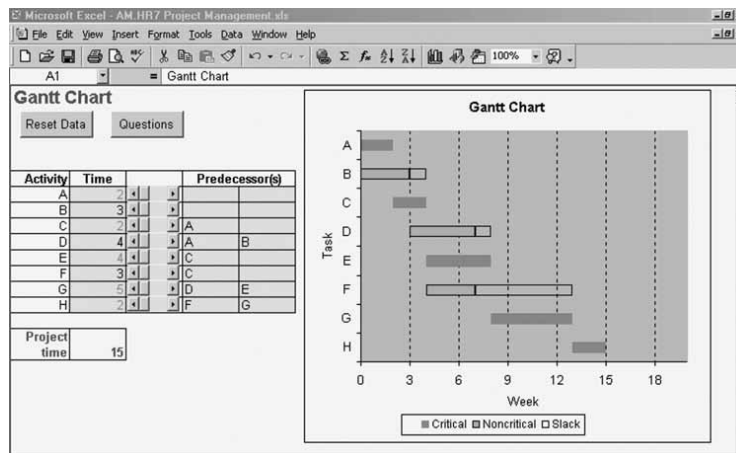 Microsoft Excel - AM.HR7 Project Management.xls
File Edit View Insert Format Tools Data Window Help
100%
A1 = Gantt Chart
Gantt Chart
Reset Data Questions
Activity Time Predecessor(s)
A 2
B 3
C 2 A
D 4 A B
E 4 C
F 3 C
G 5 D E
H 2 F G
Project
time 15
Gantt Chart
Task
A
B
C
D
E
F
G
H
0 3 6 9 12 15 18
Week
Critical Noncritical Slack